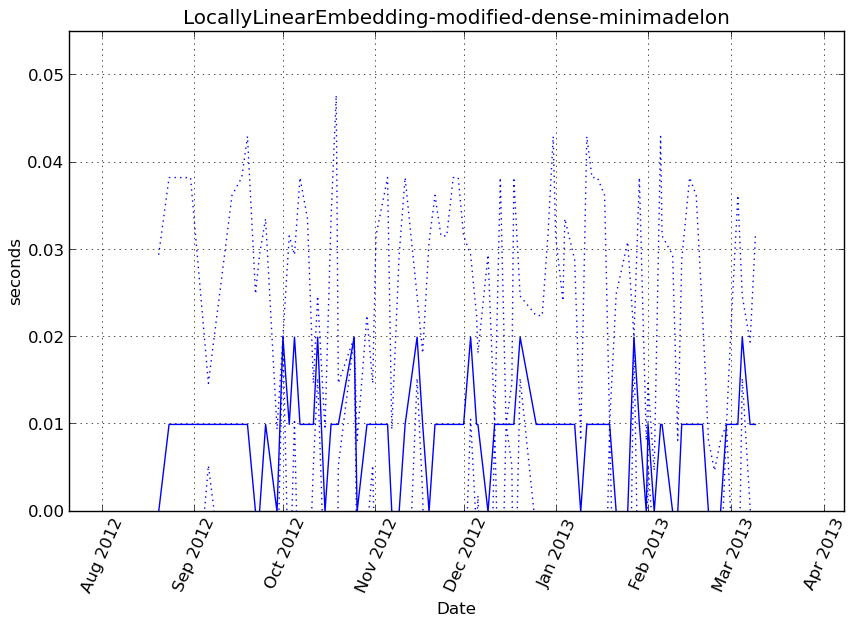 LocallyLinearEmbedding-modified-dense-minimadelon
0.05
0.04
0.03
0.02
0.01
0.00
seconds
Aug 2012
Sep 2012
Oct 2012
Nov 2012
Dec 2012
Jan 2013
Feb 2013
Mar 2013
Apr 2013
Date